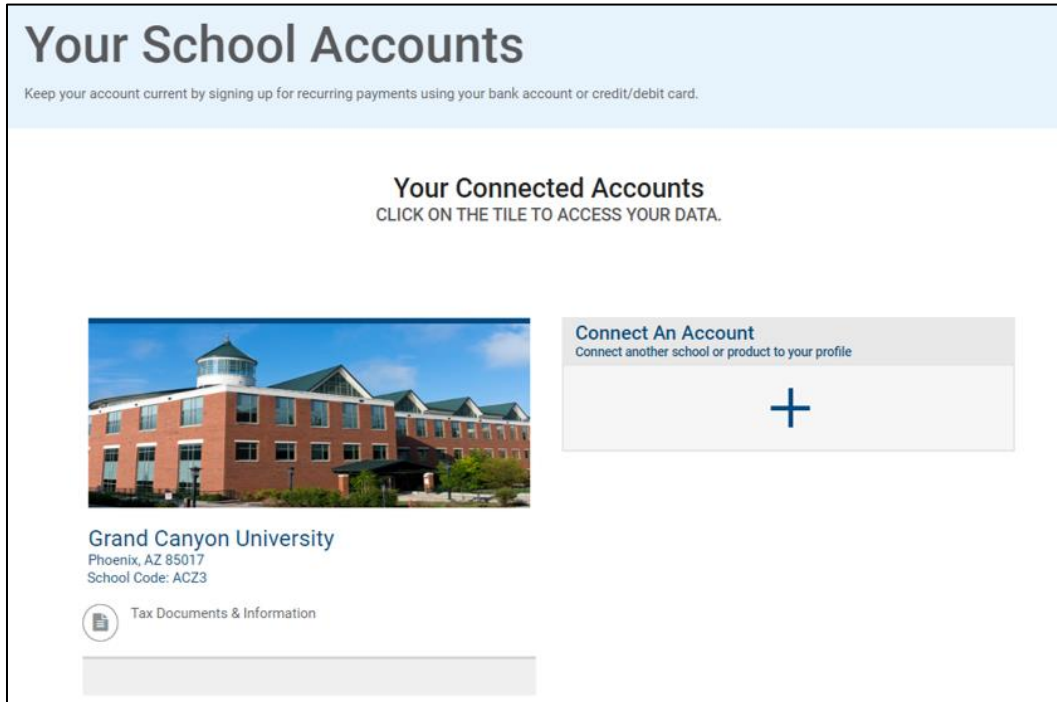 Your School Accounts
Keep your account current by signing up for recurring payments using your bank account or credit/debit card.
Your Connected Accounts
CLICK ON THE TILE TO ACCESS YOUR DATA.
Connect An Account
Connect another school or product to your profile
Grand Canyon University
Phoenix, AZ 85017
School Code: ACZ3
Tax Documents & Information